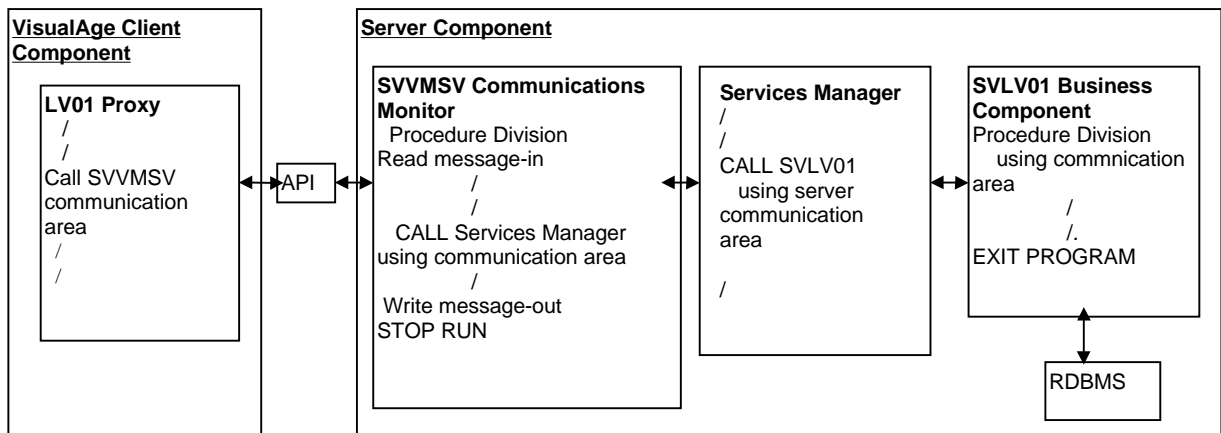 VisualAge Client
Component
LV01 Proxy
/
/
Call SVVMSV
communication
area
/
/
API
Server Component
SVVMSV Communications
Monitor
Procedure Division
Read message-in
/
/
CALL Services Manager
using communication area
/
Write message-out
STOP RUN
Services Manager
/
/
CALL SVLV01
using server
communication
area
/
SVLV01 Business
Component
Procedure Division
using commnication
area
/
/.
EXIT PROGRAM
RDBMS